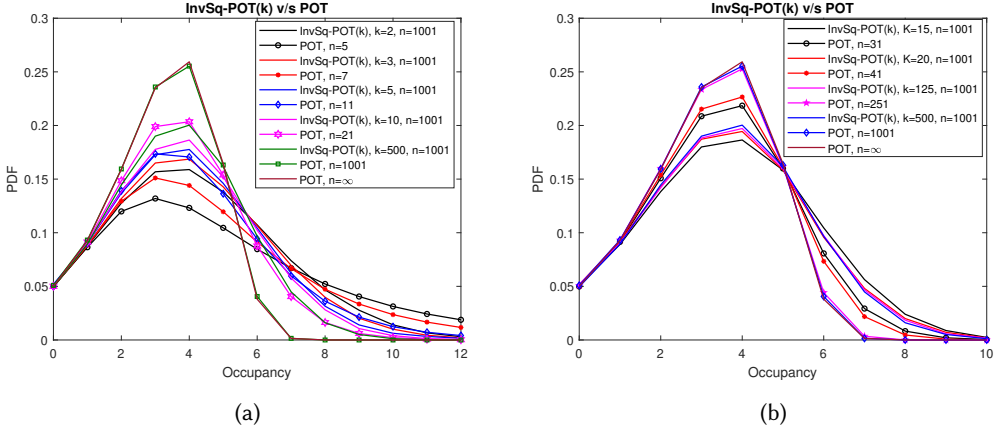 InvSq-POT(k) v/s POT
0.3
0.25
0.2
0.15
0.1
0.05
0
PDF
0 2 4 6 8 10 12
Occupancy
InvSq-POT(k), k=2, n=1001
POT, n=5
InvSq-POT(k), k=3, n=1001
POT, n=7
InvSq-POT(k), k=5, n=1001
POT, n=11
InvSq-POT(k), k=10, n=1001
POT, n=21
InvSq-POT(k), k=500, n=1001
POT, n=1001
POT, n=∞
(a)
InvSq-POT(k) v/s POT
0.3
0.25
0.2
0.15
0.1
0.05
0
PDF
0 2 4 6 8 10
Occupancy
InvSq-POT(k), K=15, n=1001
POT, n=31
InvSq-POT(k), K=20, n=1001
POT, n=41
InvSq-POT(k), k=125, n=1001
POT, n=251
InvSq-POT(k), k=500, n=1001
POT, n=1001
POT, n=∞
(b)